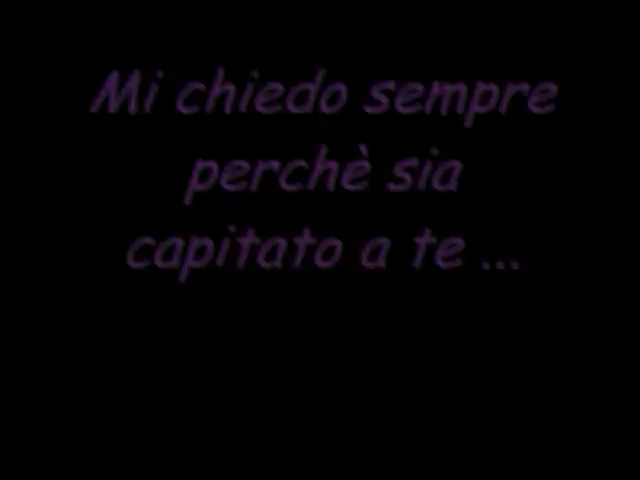 Mi chiedo sempre
perchè sia
capitato a te ...